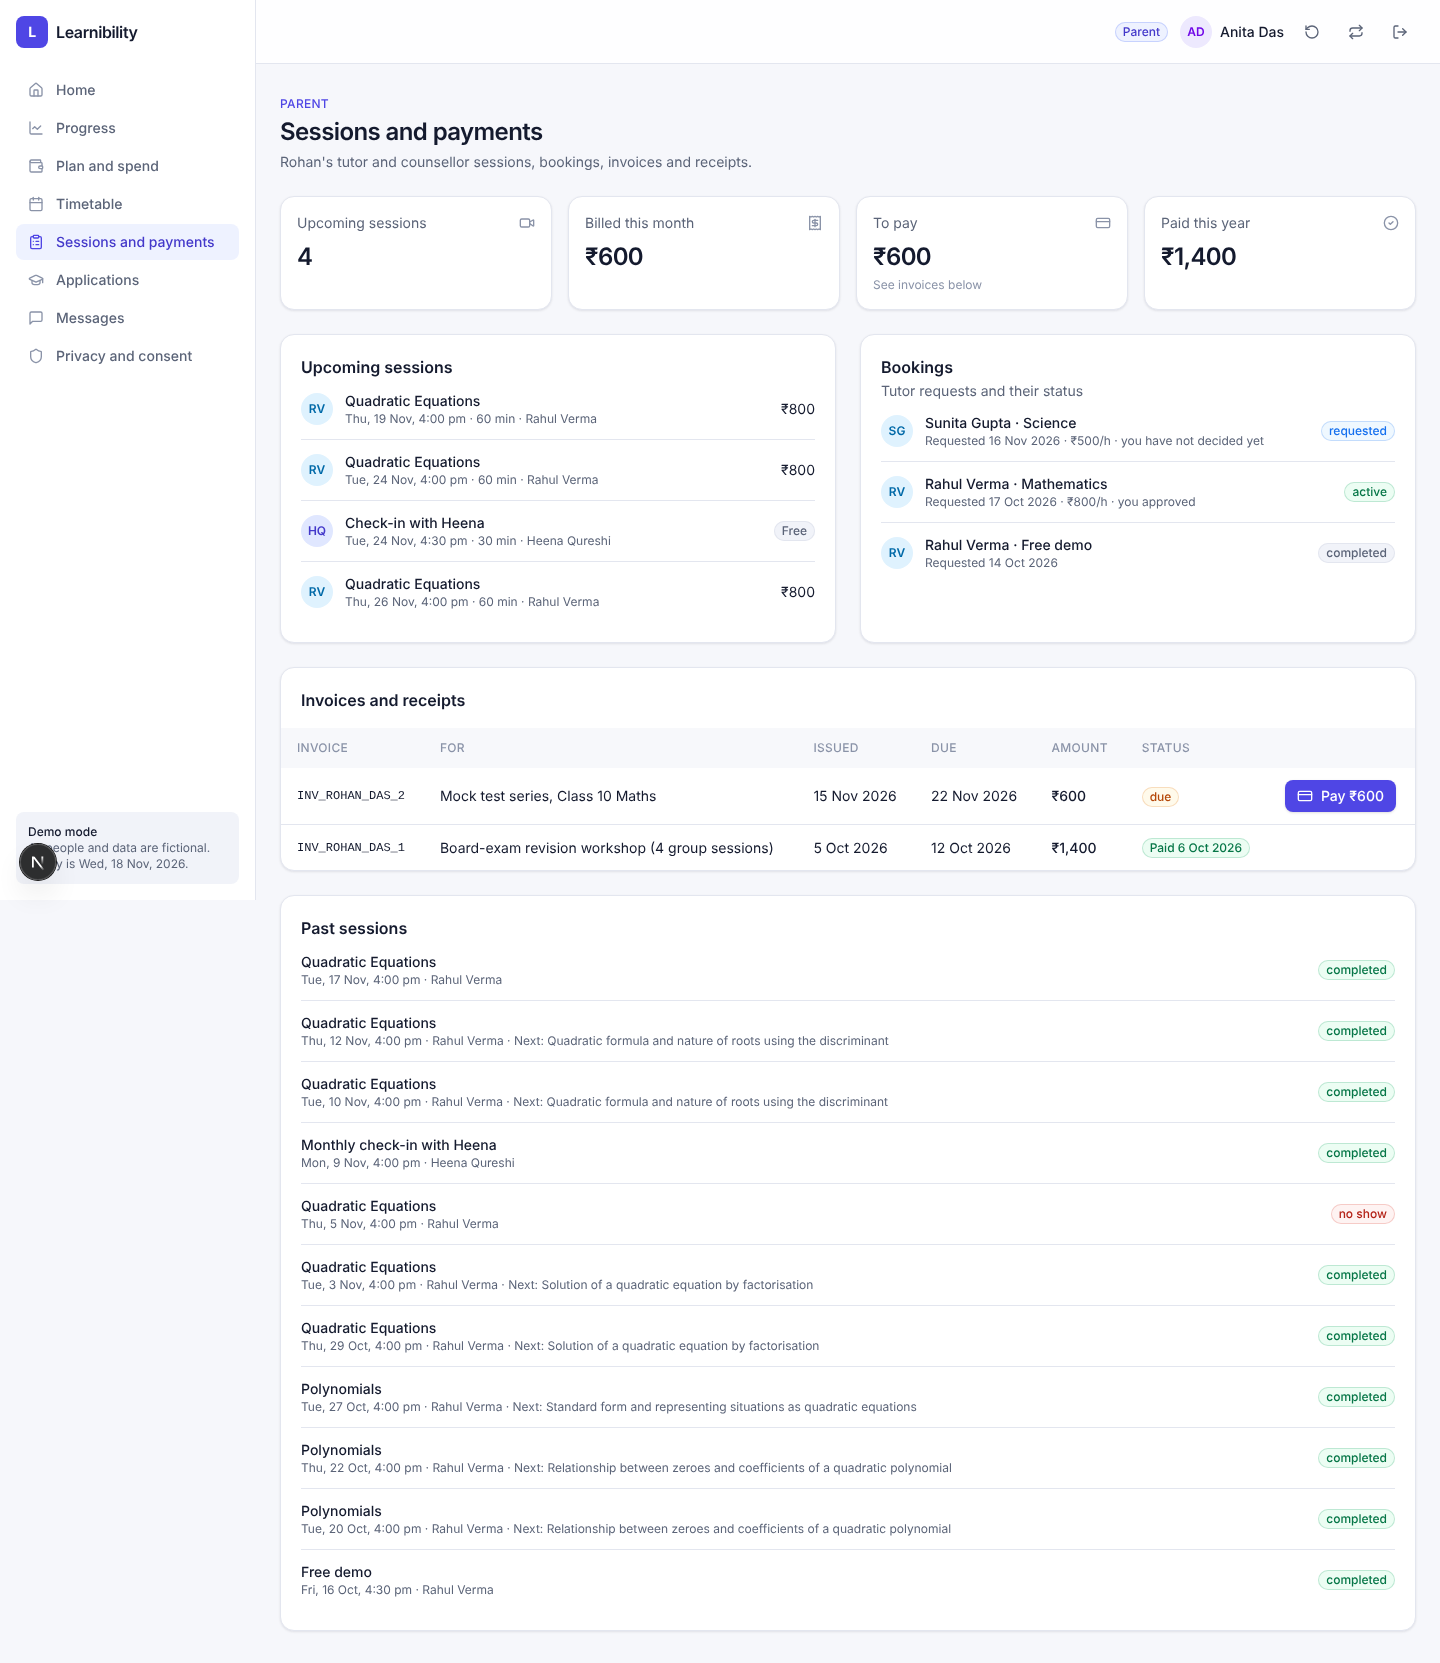 L Learnibility
Home
Progress
Plan and spend
Timetable
Sessions and payments
Applications
Messages
Privacy and consent
Demo mode
people and data are fictional.
is Wed, 18 Nov, 2026.
N
Parent AD Anita Das
PARENT
Sessions and payments
Rohan's tutor and counsellor sessions, bookings, invoices and receipts.
Upcoming sessions
4
Billed this month
₹600
To pay
₹600
See invoices below
Paid this year
₹1,400
Upcoming sessions
RV Quadratic Equations ₹800
Thu, 19 Nov, 4:00 pm · 60 min · Rahul Verma
RV Quadratic Equations ₹800
Tue, 24 Nov, 4:00 pm · 60 min · Rahul Verma
HQ Check-in with Heena Free
Tue, 24 Nov, 4:30 pm · 30 min · Heena Qureshi
RV Quadratic Equations ₹800
Thu, 26 Nov, 4:00 pm · 60 min · Rahul Verma
Bookings
Tutor requests and their status
SG Sunita Gupta · Science requested
Requested 16 Nov 2026 · ₹500/h · you have not decided yet
RV Rahul Verma · Mathematics active
Requested 17 Oct 2026 · ₹800/h · you approved
RV Rahul Verma · Free demo completed
Requested 14 Oct 2026
Invoices and receipts
INVOICE FOR ISSUED DUE AMOUNT STATUS
INV_ROHAN_DAS_2 Mock test series, Class 10 Maths 15 Nov 2026 22 Nov 2026 ₹600 due Pay ₹600
INV_ROHAN_DAS_1 Board-exam revision workshop (4 group sessions) 5 Oct 2026 12 Oct 2026 ₹1,400 Paid 6 Oct 2026
Past sessions
Quadratic Equations completed
Tue, 17 Nov, 4:00 pm · Rahul Verma
Quadratic Equations completed
Thu, 12 Nov, 4:00 pm · Rahul Verma · Next: Quadratic formula and nature of roots using the discriminant
Quadratic Equations completed
Tue, 10 Nov, 4:00 pm · Rahul Verma · Next: Quadratic formula and nature of roots using the discriminant
Monthly check-in with Heena completed
Mon, 9 Nov, 4:00 pm · Heena Qureshi
Quadratic Equations no show
Thu, 5 Nov, 4:00 pm · Rahul Verma
Quadratic Equations completed
Tue, 3 Nov, 4:00 pm · Rahul Verma · Next: Solution of a quadratic equation by factorisation
Quadratic Equations completed
Thu, 29 Oct, 4:00 pm · Rahul Verma · Next: Solution of a quadratic equation by factorisation
Polynomials completed
Tue, 27 Oct, 4:00 pm · Rahul Verma · Next: Standard form and representing situations as quadratic equations
Polynomials completed
Thu, 22 Oct, 4:00 pm · Rahul Verma · Next: Relationship between zeroes and coefficients of a quadratic polynomial
Polynomials completed
Tue, 20 Oct, 4:00 pm · Rahul Verma · Next: Relationship between zeroes and coefficients of a quadratic polynomial
Free demo completed
Fri, 16 Oct, 4:30 pm · Rahul Verma